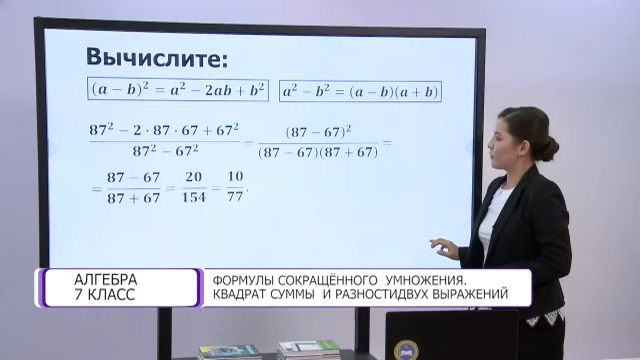 Вычислите:
(a − b)² = a² − 2ab + b² a² − b² = (a − b)(a + b)
87² − 2 · 87 · 67 + 67² / 87² − 67² = (87 − 67)² / (87 − 67)(87 + 67) =
= 87 − 67 / 87 + 67 = 20 / 154 = 10 / 77.
АЛГЕБРА
7 КЛАСС
ФОРМУЛЫ СОКРАЩЁННОГО УМНОЖЕНИЯ.
КВАДРАТ СУММЫ И РАЗНОСТИДВУХ ВЫРАЖЕНИЙ